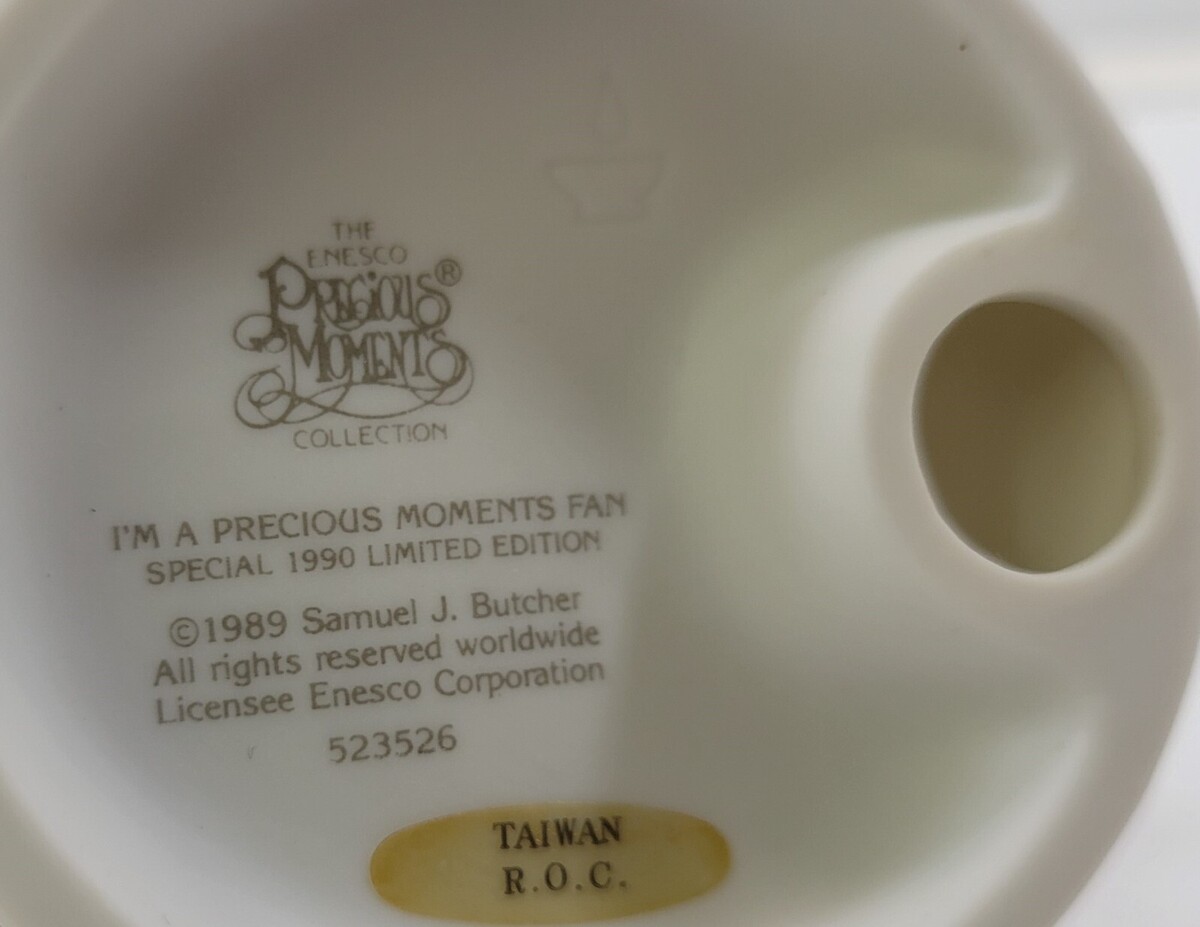 THE
ENESCO
PRECIOUS®
MOMENTS
COLLECTION
I'M A PRECIOUS MOMENTS FAN
SPECIAL 1990 LIMITED EDITION
©1989 Samuel J. Butcher
All rights reserved worldwide
Licensee Enesco Corporation
523526
TAIWAN
R.O.C.